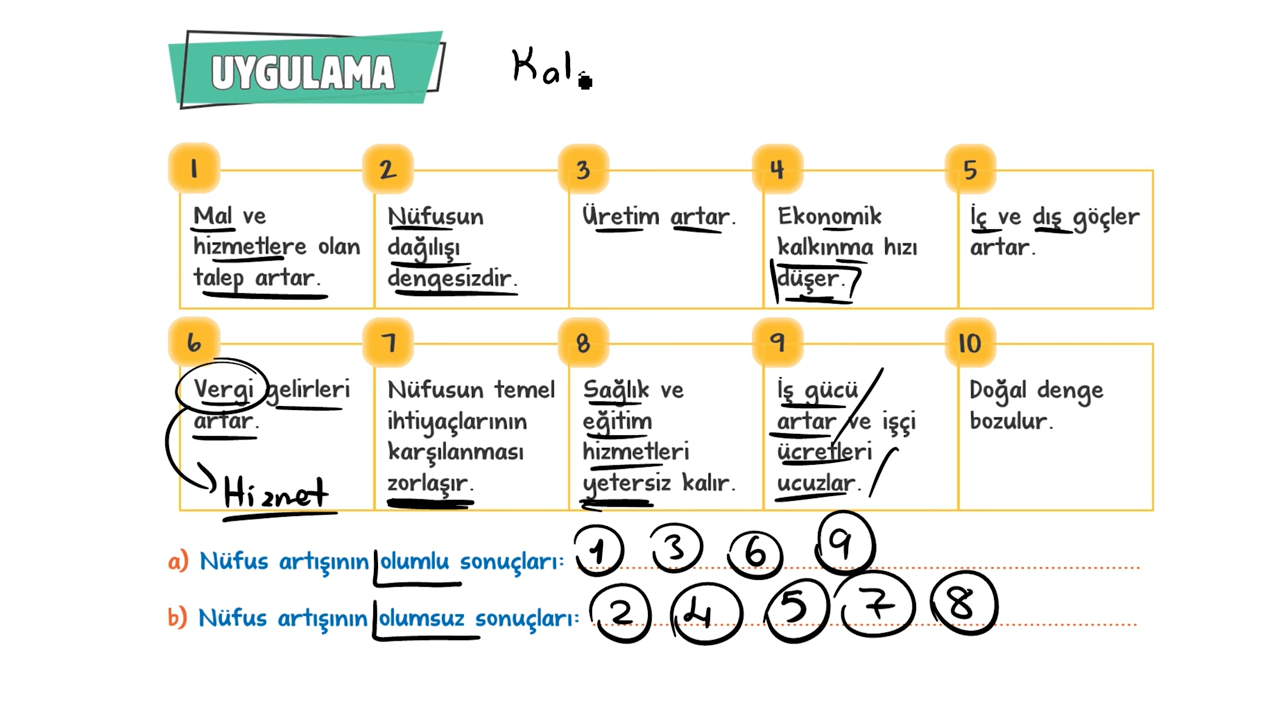 UYGULAMA
Kal
1
Mal ve
hizmetlere olan
talep artar.
2
Nüfusun
dağılışı
dengesizdir.
3
Üretim artar.
4
Ekonomik
kalkınma hızı
düşer.
5
İç ve dış göçler
artar.
6
Vergi gelirleri
artar.
Hizmet
7
Nüfusun temel
ihtiyaçlarının
karşılanması
zorlaşır.
8
Sağlık ve
eğitim
hizmetleri
yetersiz kalır.
9
İş gücü
artar ve işçi
ücretleri
ucuzlar.
10
Doğal denge
bozulur.
a) Nüfus artışının olumlu sonuçları: 1 3 6 9
b) Nüfus artışının olumsuz sonuçları: 2 4 5 7 8